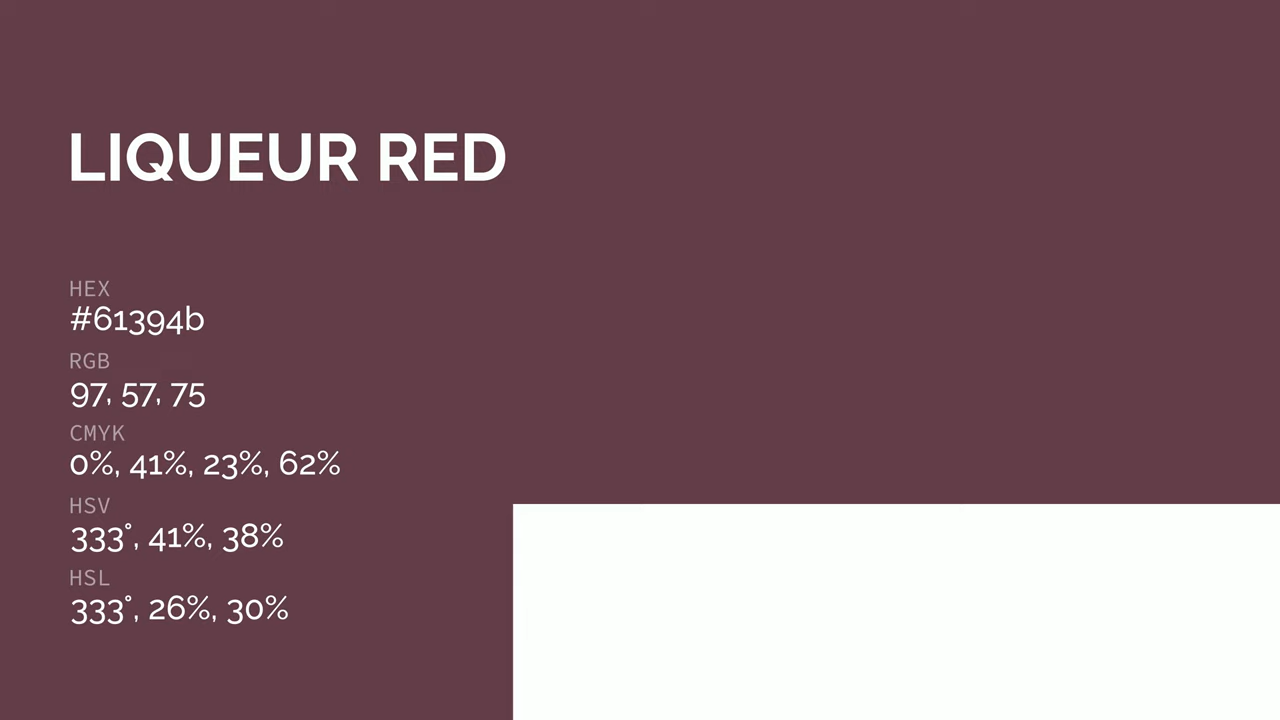 LIQUEUR RED
HEX
#61394b
RGB
97, 57, 75
CMYK
0%, 41%, 23%, 62%
HSV
333°, 41%, 38%
HSL
333°, 26%, 30%